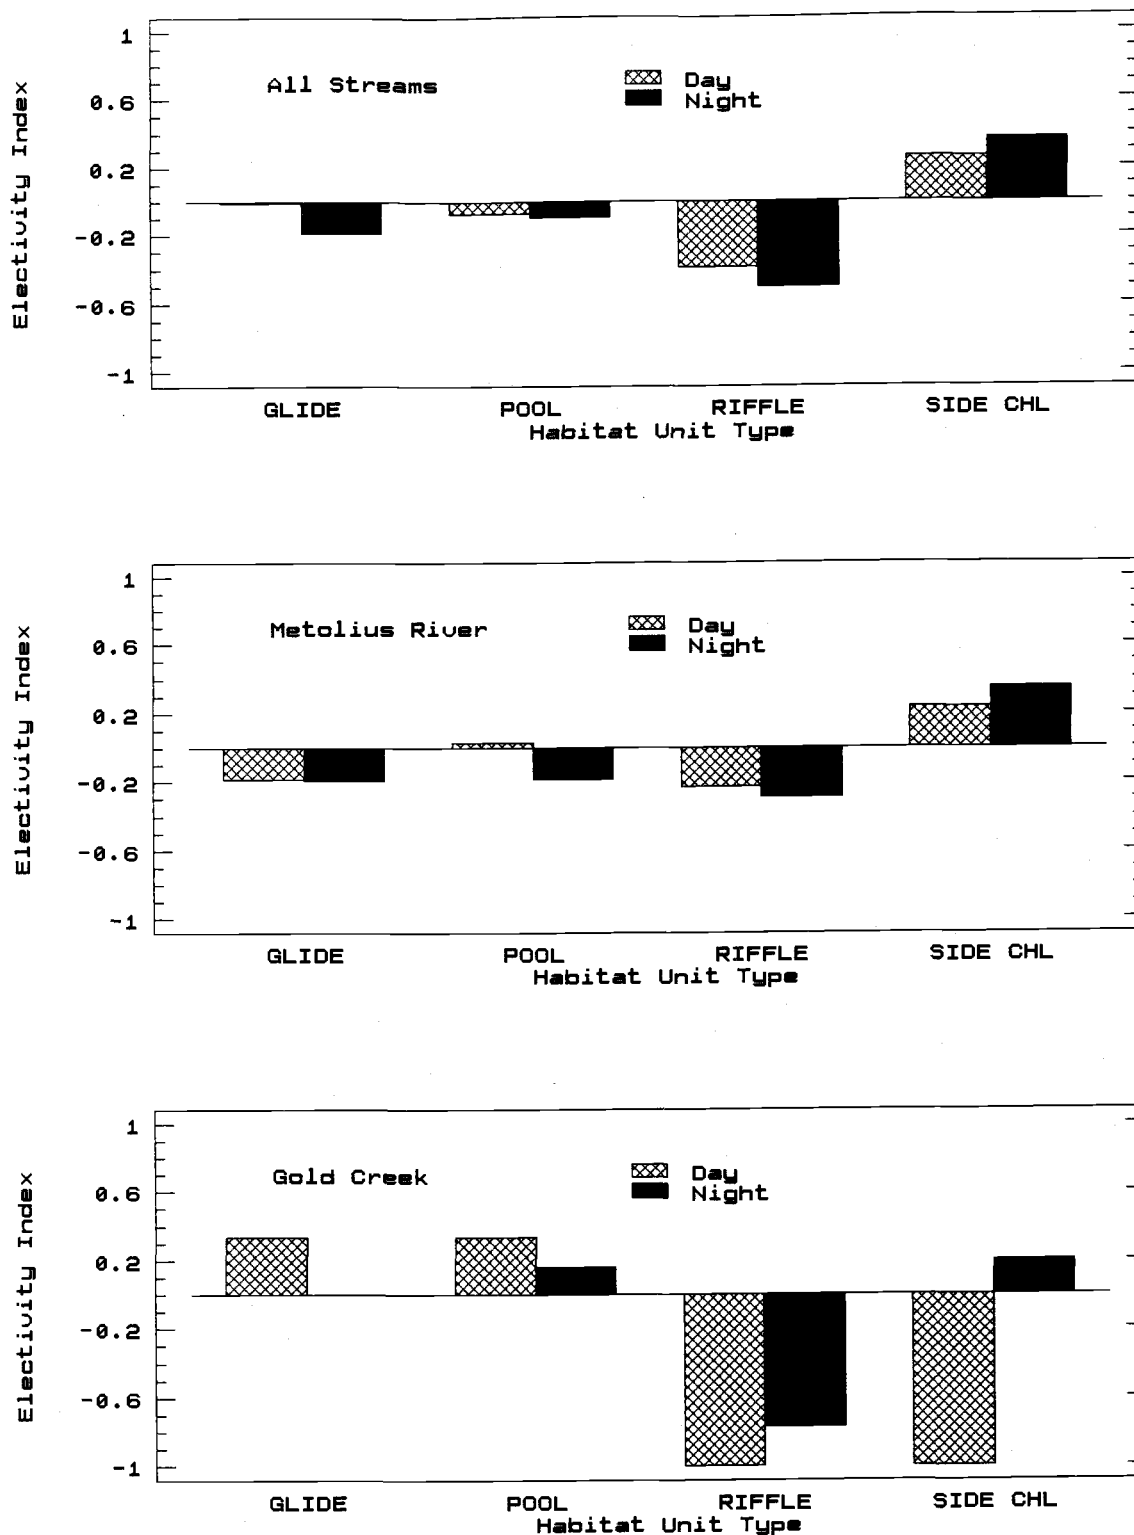 1
All Streams
Day
Night
0.6
0.2
-0.2
-0.6
-1
Electivity Index
GLIDE POOL RIFFLE SIDE CHL
Habitat Unit Type
1
Metolius River
Day
Night
0.6
0.2
-0.2
-0.6
-1
Electivity Index
GLIDE POOL RIFFLE SIDE CHL
Habitat Unit Type
1
Gold Creek
Day
Night
0.6
0.2
-0.2
-0.6
-1
Electivity Index
GLIDE POOL RIFFLE SIDE CHL
Habitat Unit Type